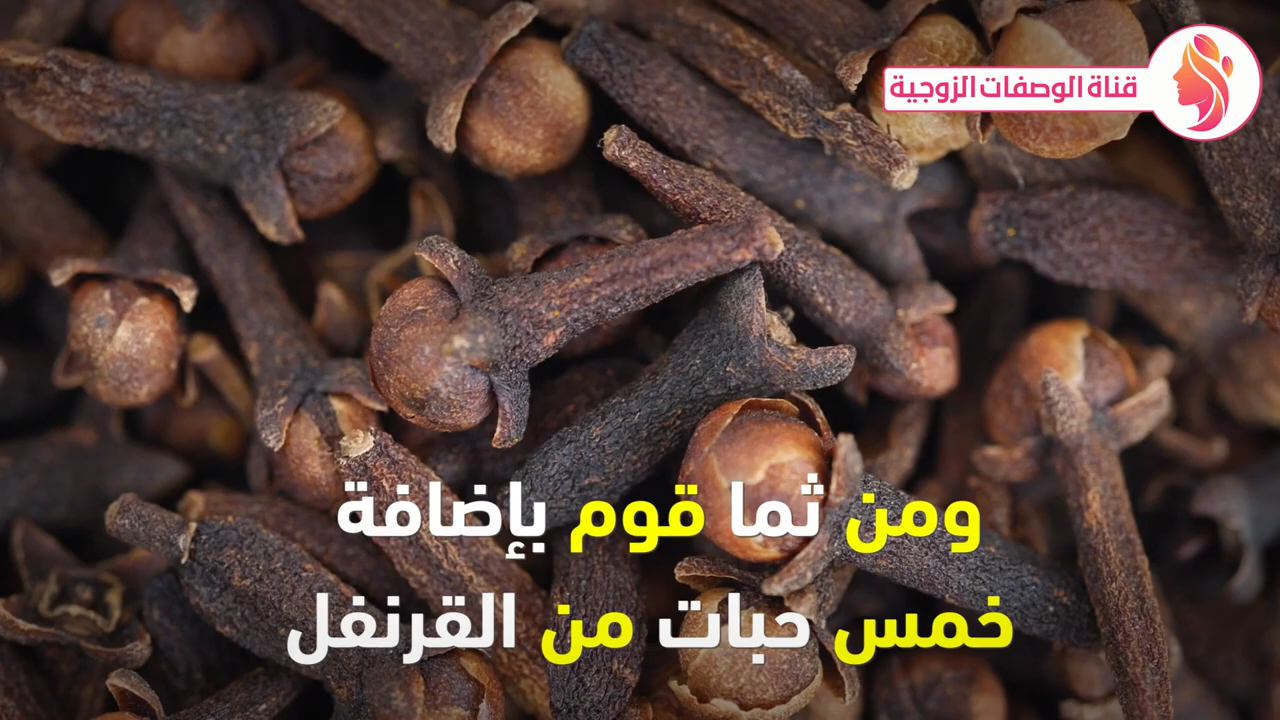 قناة الوصفات الزوجية
ومن ثما قوم بإضافة
خمس حبات من القرنفل